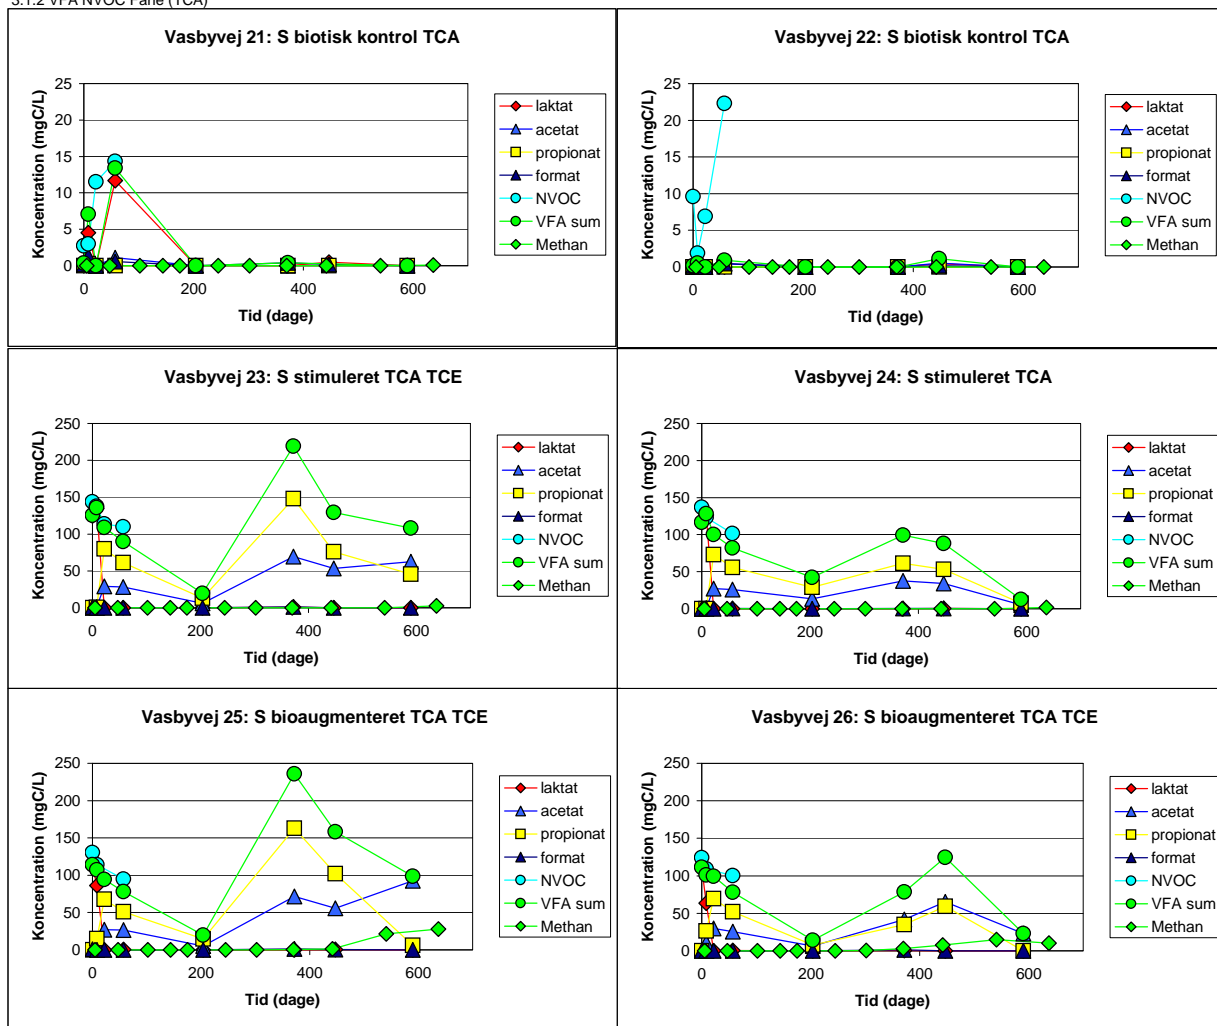 3.1.2 VFA NVOC Fane (TCA)
Vasbyvej 21: S biotisk kontrol TCA
Koncentration (mgC/L)
25
20
15
10
5
0
0 200 400 600
Tid (dage)
laktat
acetat
propionat
format
NVOC
VFA sum
Methan
Vasbyvej 22: S biotisk kontrol TCA
Koncentration (mgC/L)
25
20
15
10
5
0
0 200 400 600
Tid (dage)
laktat
acetat
propionat
format
NVOC
VFA sum
Methan
Vasbyvej 23: S stimuleret TCA TCE
Koncentration (mgC/L)
250
200
150
100
50
0
0 200 400 600
Tid (dage)
laktat
acetat
propionat
format
NVOC
VFA sum
Methan
Vasbyvej 24: S stimuleret TCA
Koncentration (mgC/L)
250
200
150
100
50
0
0 200 400 600
Tid (dage)
laktat
acetat
propionat
format
NVOC
VFA sum
Methan
Vasbyvej 25: S bioaugmenteret TCA TCE
Koncentration (mgC/L)
250
200
150
100
50
0
0 200 400 600
Tid (dage)
laktat
acetat
propionat
format
NVOC
VFA sum
Methan
Vasbyvej 26: S bioaugmenteret TCA TCE
Koncentration (mgC/L)
250
200
150
100
50
0
0 200 400 600
Tid (dage)
laktat
acetat
propionat
format
NVOC
VFA sum
Methan